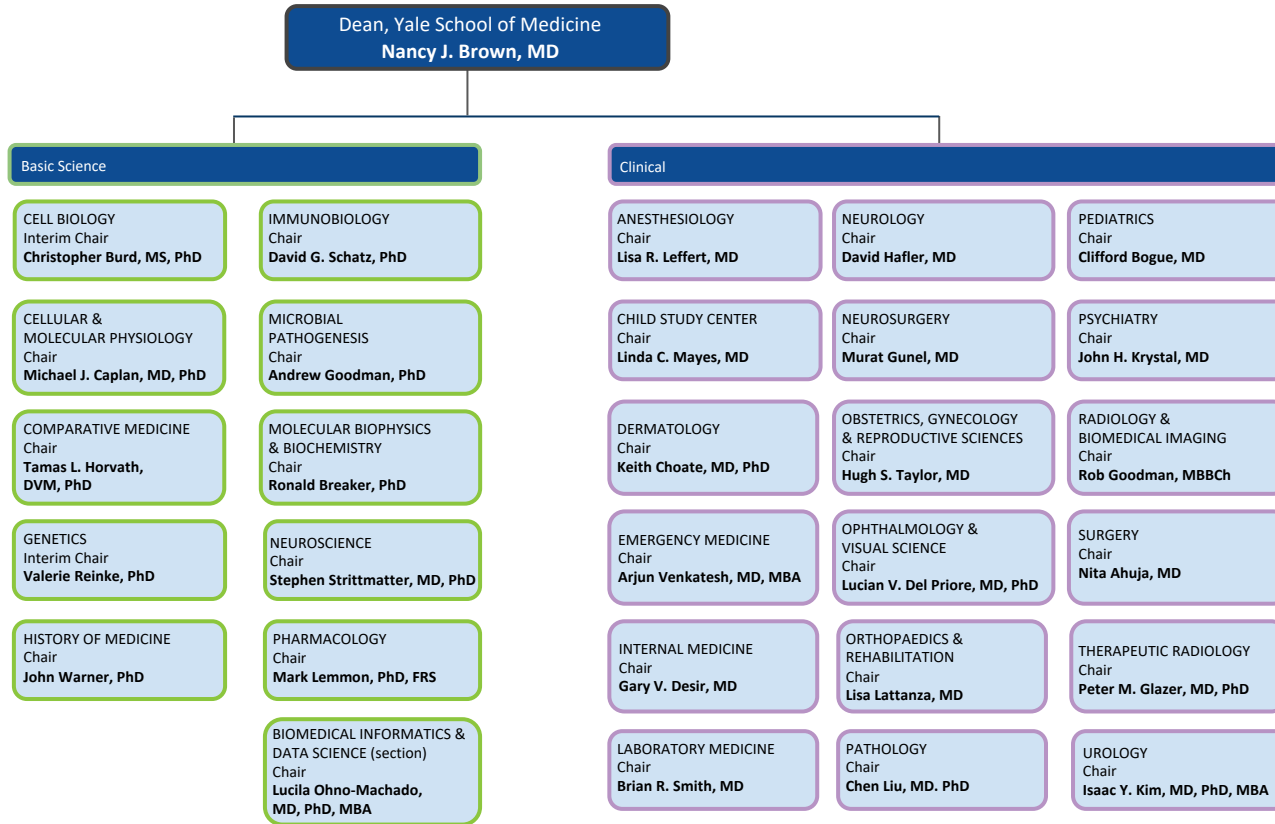 Dean, Yale School of Medicine
Nancy J. Brown, MD
Basic Science
CELL BIOLOGY
Interim Chair
Christopher Burd, MS, PhD
IMMUNOBIOLOGY
Chair
David G. Schatz, PhD
CELLULAR &
MOLECULAR PHYSIOLOGY
Chair
Michael J. Caplan, MD, PhD
MICROBIAL
PATHOGENESIS
Chair
Andrew Goodman, PhD
COMPARATIVE MEDICINE
Chair
Tamas L. Horvath,
DVM, PhD
MOLECULAR BIOPHYSICS
& BIOCHEMISTRY
Chair
Ronald Breaker, PhD
GENETICS
Interim Chair
Valerie Reinke, PhD
NEUROSCIENCE
Chair
Stephen Strittmatter, MD, PhD
HISTORY OF MEDICINE
Chair
John Warner, PhD
PHARMACOLOGY
Chair
Mark Lemmon, PhD, FRS
BIOMEDICAL INFORMATICS &
DATA SCIENCE (section)
Chair
Lucila Ohno-Machado,
MD, PhD, MBA
Clinical
ANESTHESIOLOGY
Chair
Lisa R. Leffert, MD
NEUROLOGY
Chair
David Hafler, MD
PEDIATRICS
Chair
Clifford Bogue, MD
CHILD STUDY CENTER
Chair
Linda C. Mayes, MD
NEUROSURGERY
Chair
Murat Gunel, MD
PSYCHIATRY
Chair
John H. Krystal, MD
DERMATOLOGY
Chair
Keith Choate, MD, PhD
OBSTETRICS, GYNECOLOGY
& REPRODUCTIVE SCIENCES
Chair
Hugh S. Taylor, MD
RADIOLOGY &
BIOMEDICAL IMAGING
Chair
Rob Goodman, MBBCh
EMERGENCY MEDICINE
Chair
Arjun Venkatesh, MD, MBA
OPHTHALMOLOGY &
VISUAL SCIENCE
Chair
Lucian V. Del Priore, MD, PhD
SURGERY
Chair
Nita Ahuja, MD
INTERNAL MEDICINE
Chair
Gary V. Desir, MD
ORTHOPAEDICS &
REHABILITATION
Chair
Lisa Lattanza, MD
THERAPEUTIC RADIOLOGY
Chair
Peter M. Glazer, MD, PhD
LABORATORY MEDICINE
Chair
Brian R. Smith, MD
PATHOLOGY
Chair
Chen Liu, MD. PhD
UROLOGY
Chair
Isaac Y. Kim, MD, PhD, MBA